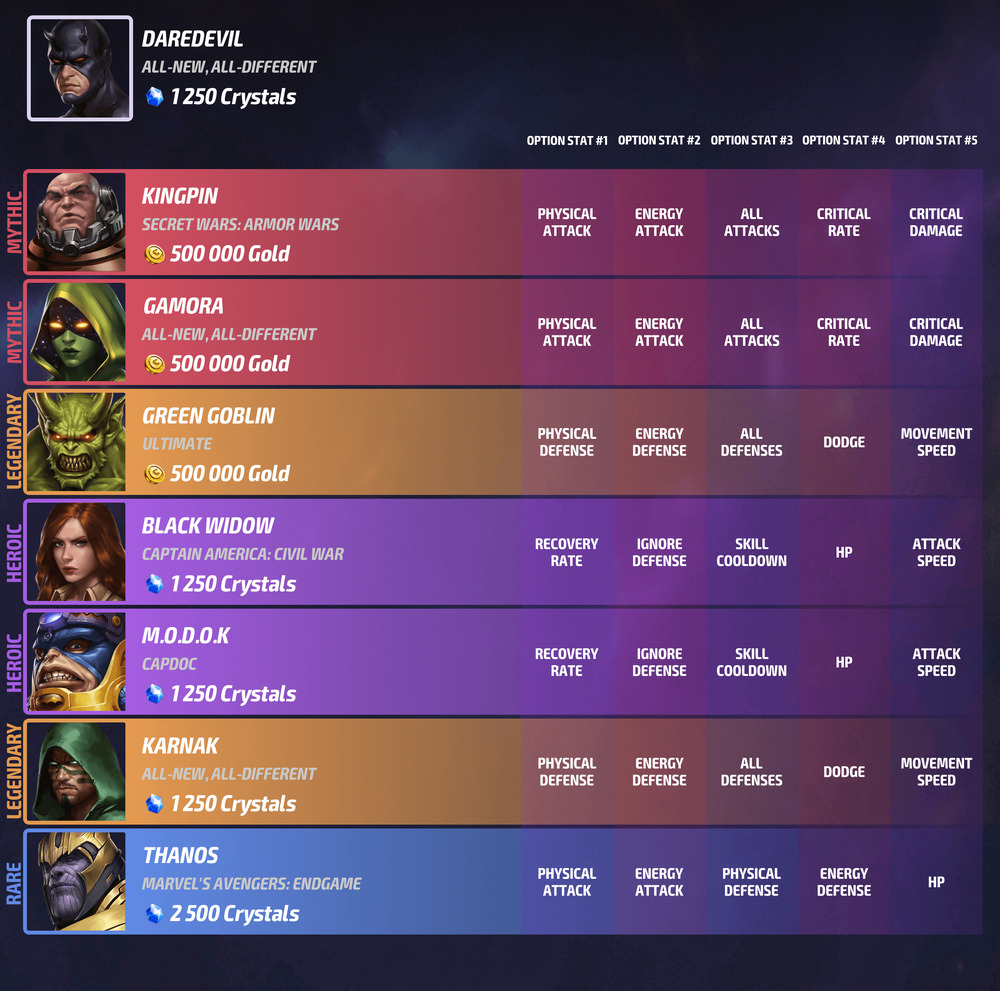 DAREDEVIL
ALL-NEW, ALL-DIFFERENT
1 250 Crystals
OPTION STAT #1 OPTION STAT #2 OPTION STAT #3 OPTION STAT #4 OPTION STAT #5
MYTHIC
KINGPIN
SECRET WARS: ARMOR WARS
500 000 Gold
PHYSICAL ATTACK
ENERGY ATTACK
ALL ATTACKS
CRITICAL RATE
CRITICAL DAMAGE
MYTHIC
GAMORA
ALL-NEW, ALL-DIFFERENT
500 000 Gold
PHYSICAL ATTACK
ENERGY ATTACK
ALL ATTACKS
CRITICAL RATE
CRITICAL DAMAGE
LEGENDARY
GREEN GOBLIN
ULTIMATE
500 000 Gold
PHYSICAL DEFENSE
ENERGY DEFENSE
ALL DEFENSES
DODGE
MOVEMENT SPEED
HEROIC
BLACK WIDOW
CAPTAIN AMERICA: CIVIL WAR
1 250 Crystals
RECOVERY RATE
IGNORE DEFENSE
SKILL COOLDOWN
HP
ATTACK SPEED
HEROIC
M.O.D.O.K
CAPDOC
1 250 Crystals
RECOVERY RATE
IGNORE DEFENSE
SKILL COOLDOWN
HP
ATTACK SPEED
LEGENDARY
KARNAK
ALL-NEW, ALL-DIFFERENT
1 250 Crystals
PHYSICAL DEFENSE
ENERGY DEFENSE
ALL DEFENSES
DODGE
MOVEMENT SPEED
RARE
THANOS
MARVEL'S AVENGERS: ENDGAME
2 500 Crystals
PHYSICAL ATTACK
ENERGY ATTACK
PHYSICAL DEFENSE
ENERGY DEFENSE
HP